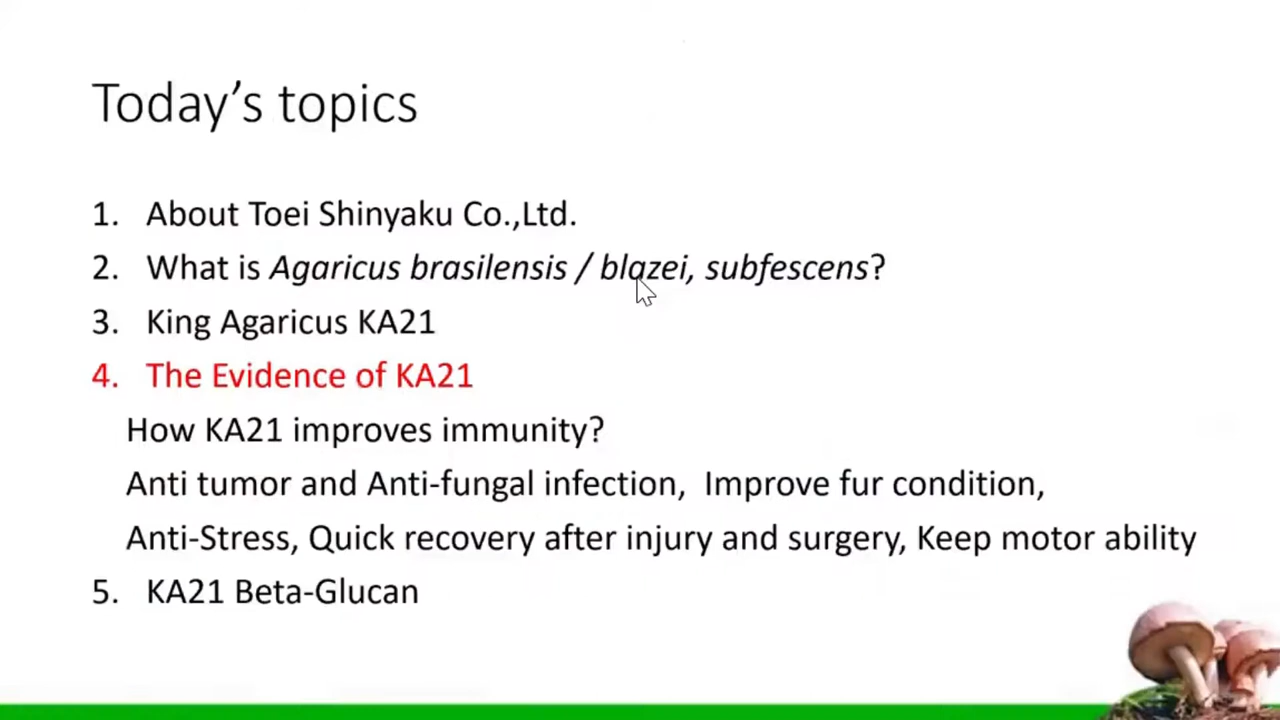 Today’s topics
1. About Toei Shinyaku Co.,Ltd.
2. What is Agaricus brasilensis / blazei, subfescens?
3. King Agaricus KA21
4. The Evidence of KA21
How KA21 improves immunity?
Anti tumor and Anti-fungal infection, Improve fur condition,
Anti-Stress, Quick recovery after injury and surgery, Keep motor ability
5. KA21 Beta-Glucan